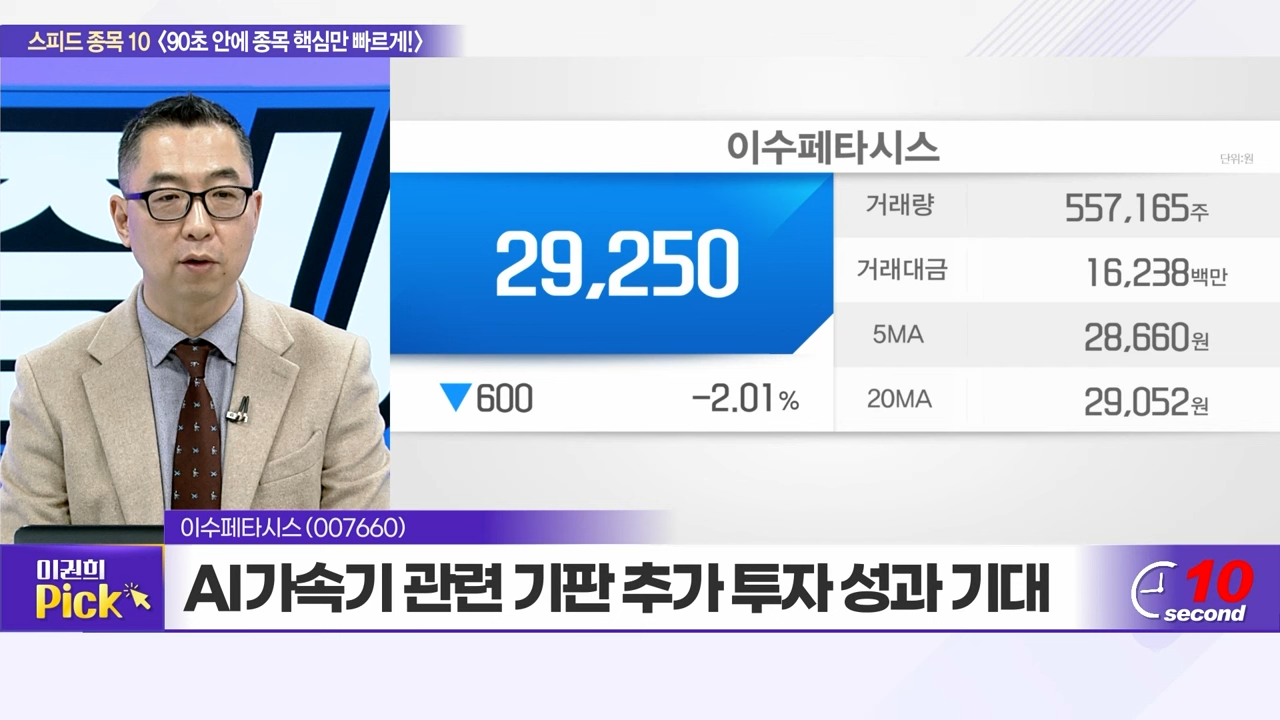 스피드 종목 10 〈90초 안에 종목 핵심만 빠르게!〉
이수페타시스
단위:원
29,250
▼600 -2.01%
거래량 557,165주
거래대금 16,238백만
5MA 28,660원
20MA 29,052원
이수페타시스(007660)
이권희
Pick
AI가속기 관련 기판 추가 투자 성과 기대
10
second